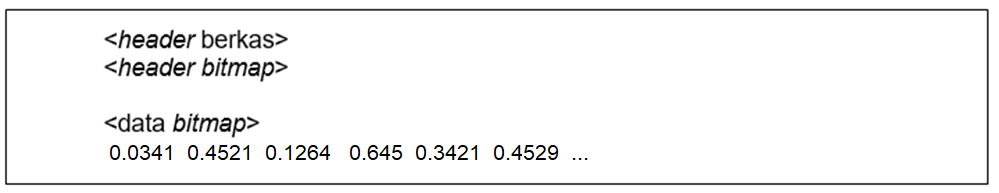 <header berkas>
<header bitmap>
<data bitmap>
0.0341 0.4521 0.1264 0.645 0.3421 0.4529 ...